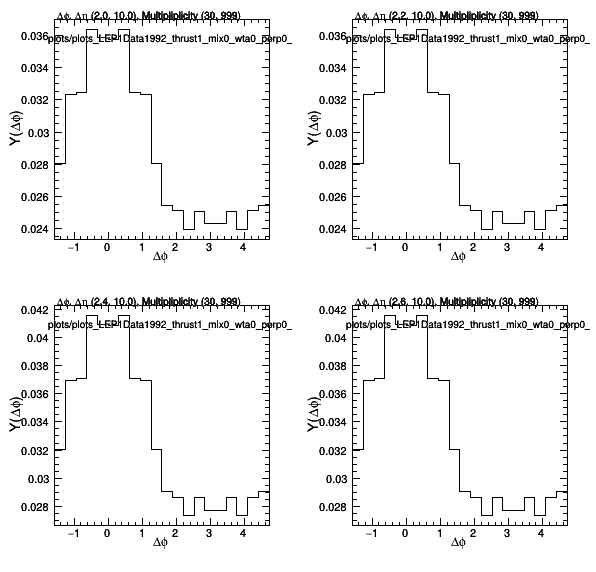 Δϕ, Δη (2.0, 10.0), Multipliplicity (30, 999)
plots/plots_LEP1Data1992_thrust1_mix0_wta0_perp0_
Y(Δϕ)
0.036
0.034
0.032
0.03
0.028
0.026
0.024
−1 0 1 2 3 4
Δϕ
Δϕ, Δη (2.2, 10.0), Multipliplicity (30, 999)
plots/plots_LEP1Data1992_thrust1_mix0_wta0_perp0_
Y(Δϕ)
0.036
0.034
0.032
0.03
0.028
0.026
0.024
−1 0 1 2 3 4
Δϕ
Δϕ, Δη (2.4, 10.0), Multipliplicity (30, 999)
plots/plots_LEP1Data1992_thrust1_mix0_wta0_perp0_
Y(Δϕ)
0.042
0.04
0.038
0.036
0.034
0.032
0.03
0.028
−1 0 1 2 3 4
Δϕ
Δϕ, Δη (2.6, 10.0), Multipliplicity (30, 999)
plots/plots_LEP1Data1992_thrust1_mix0_wta0_perp0_
Y(Δϕ)
0.042
0.04
0.038
0.036
0.034
0.032
0.03
0.028
−1 0 1 2 3 4
Δϕ